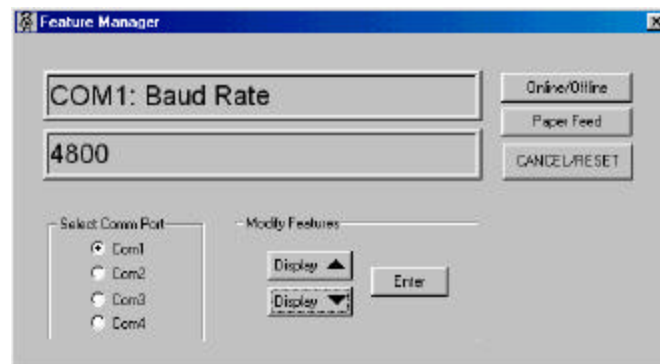 Feature Manager
COM1: Baud Rate
4800
Online/Offline
Paper Feed
CANCEL/RESET
Select Comm Port
Com1
Com2
Com3
Com4
Modify Features
Display
Display
Enter